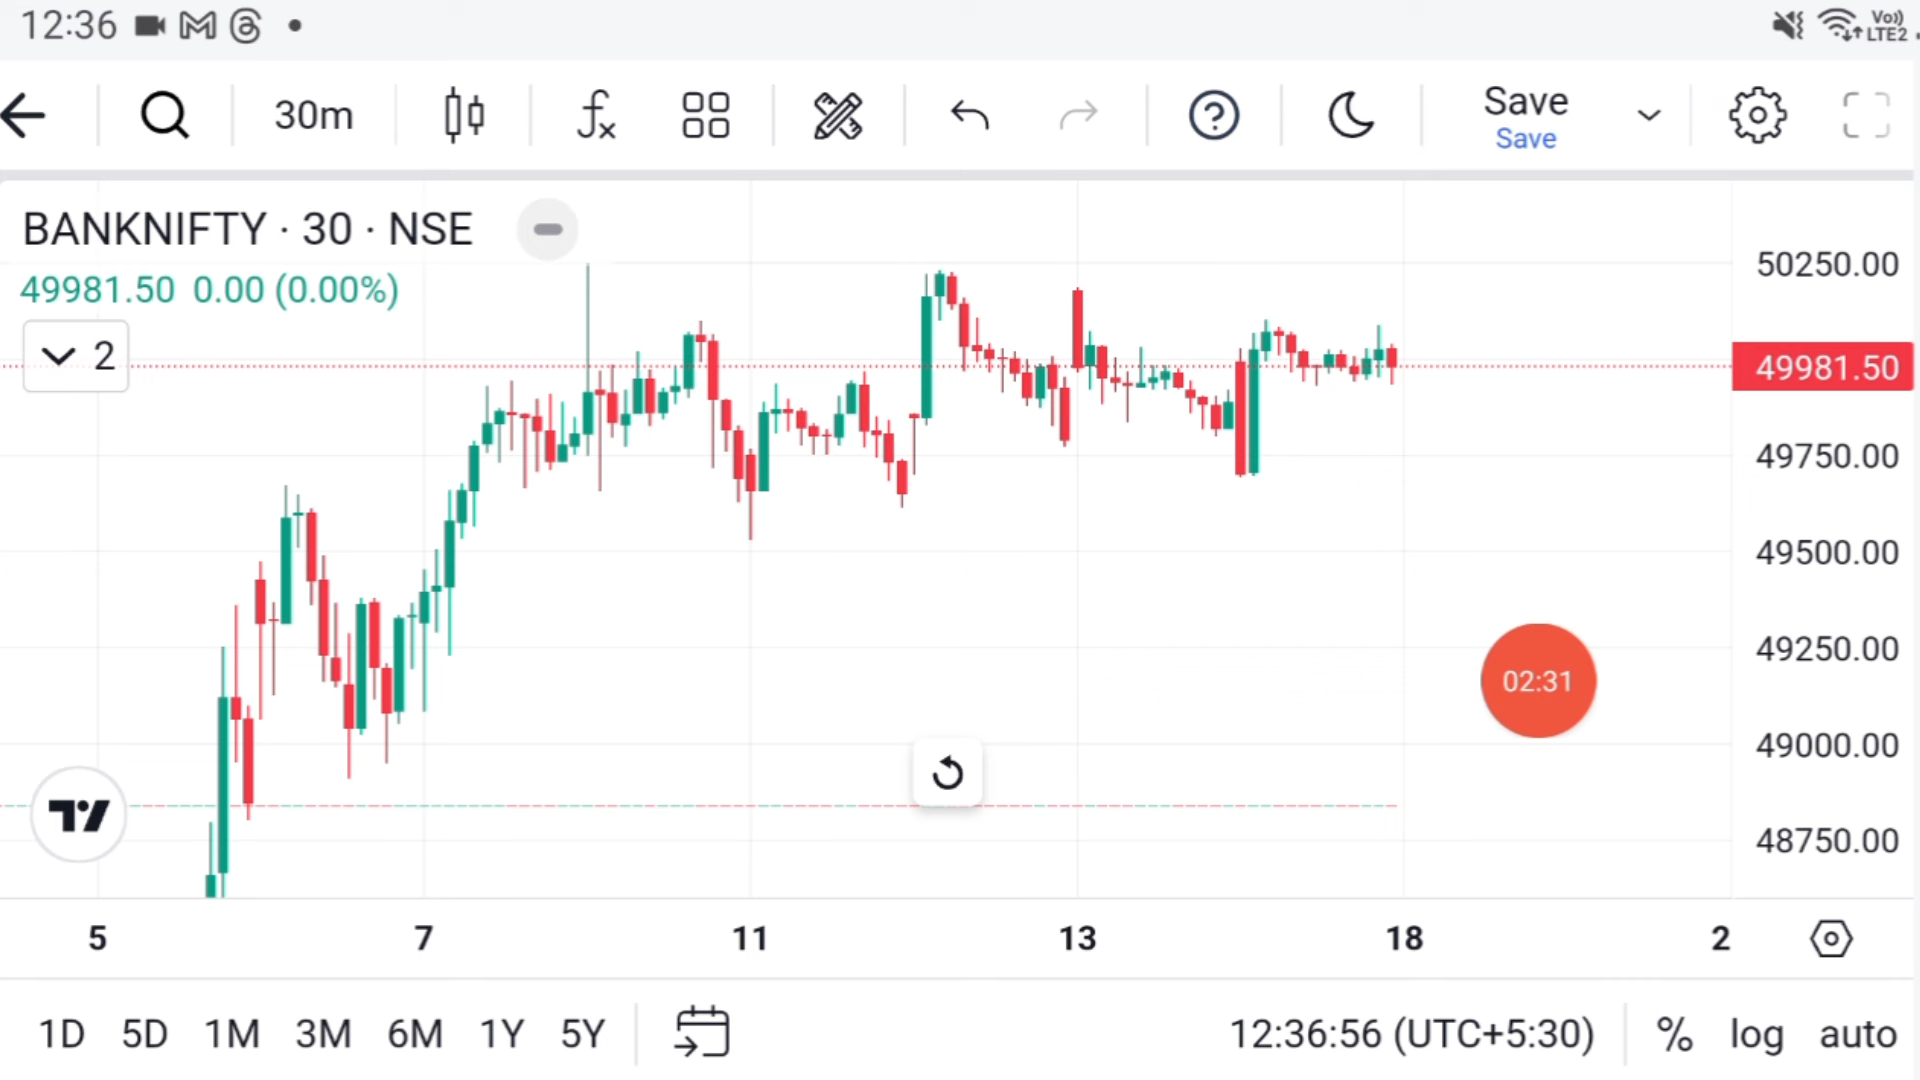 12:36
Vo))
LTE2
30m
Save
Save
BANKNIFTY · 30 · NSE
49981.50 0.00 (0.00%)
2
50250.00
49981.50
49750.00
49500.00
49250.00
49000.00
48750.00
02:31
5 7 11 13 18 2
1D 5D 1M 3M 6M 1Y 5Y
12:36:56 (UTC+5:30) % log auto